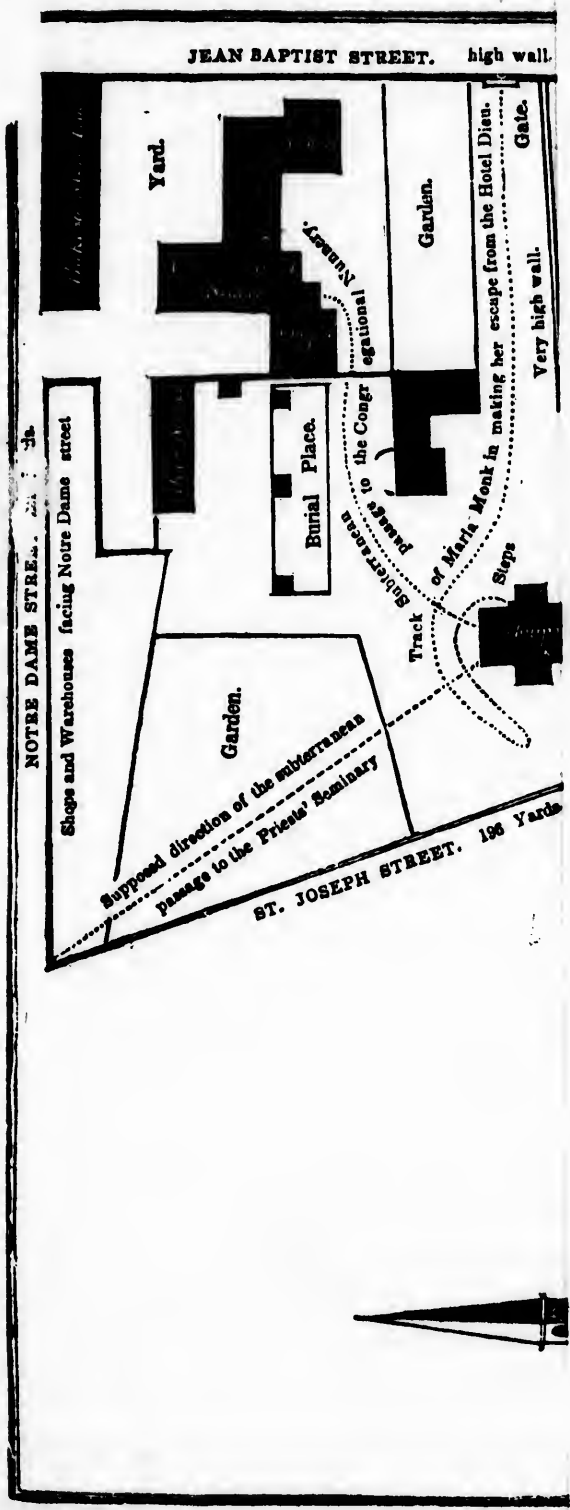 JEAN BAPTIST STREET.
high wall.
Yard.
Garden.
Gate.
Very high wall.
NOTRE DAME STREET
Shops and Warehouses facing Notre Dame street
Burial Place.
Subterranean passage to the Congregational Nunnery.
Track of Maria Monk in making her escape from the Hotel Dieu.
Steps
Garden.
Supposed direction of the subterranean
passage to the Priests' Seminary
ST. JOSEPH STREET. 196 Yards